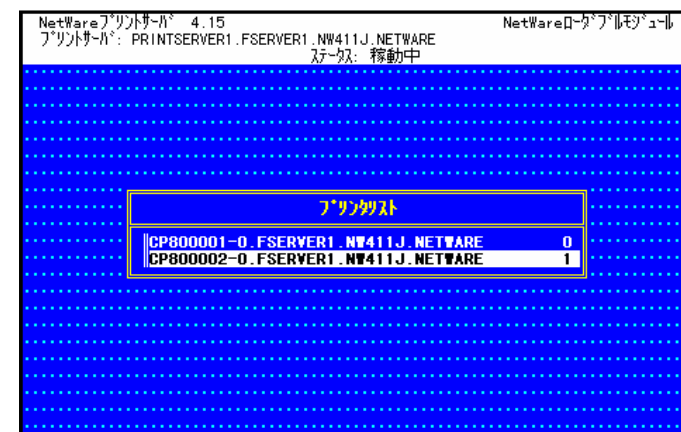 NetWareﾌﾟﾘﾝﾄｻｰﾊﾞ 4.15 NetWareﾛｰﾀﾞﾌﾞﾙﾓｼﾞｭｰﾙ
ﾌﾟﾘﾝﾄｻｰﾊﾞ: PRINTSERVER1.FSERVER1.NW411J.NETWARE
ｽﾃｰﾀｽ: 稼動中
ﾌﾟﾘﾝﾀﾘｽﾄ
CP800001-0.FSERVER1.NW411J.NETWARE 0
CP800002-0.FSERVER1.NW411J.NETWARE 1